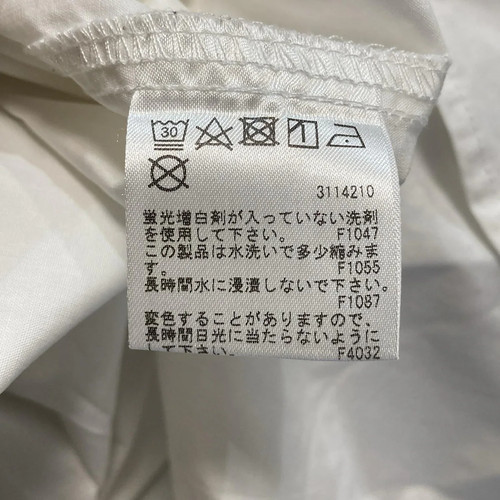 30
3114210
蛍光増白剤が入っていない洗剤
を使用して下さい。 F1047
この製品は水洗いで多少縮みま
す。 F1055
長時間水に浸漬しないで下さい。
F1087
変色することがありますので、
長時間日光に当たらないように
して下さい。 F4032